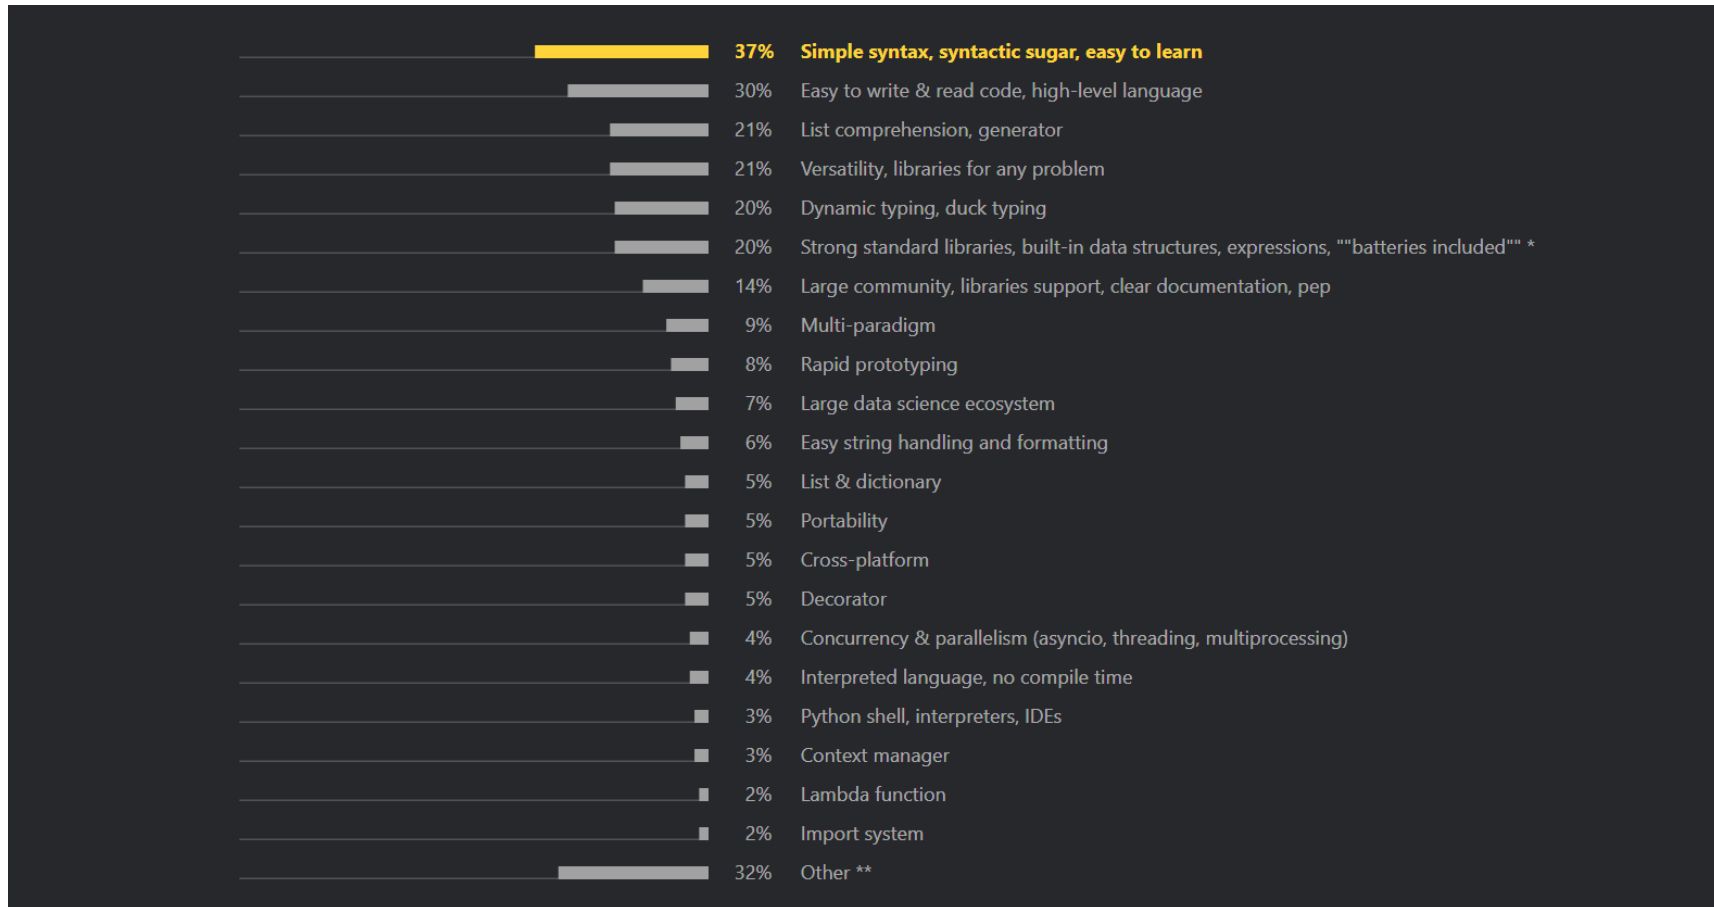 37% Simple syntax, syntactic sugar, easy to learn
30% Easy to write & read code, high-level language
21% List comprehension, generator
21% Versatility, libraries for any problem
20% Dynamic typing, duck typing
20% Strong standard libraries, built-in data structures, expressions, ""batteries included"" *
14% Large community, libraries support, clear documentation, pep
9% Multi-paradigm
8% Rapid prototyping
7% Large data science ecosystem
6% Easy string handling and formatting
5% List & dictionary
5% Portability
5% Cross-platform
5% Decorator
4% Concurrency & parallelism (asyncio, threading, multiprocessing)
4% Interpreted language, no compile time
3% Python shell, interpreters, IDEs
3% Context manager
2% Lambda function
2% Import system
32% Other **